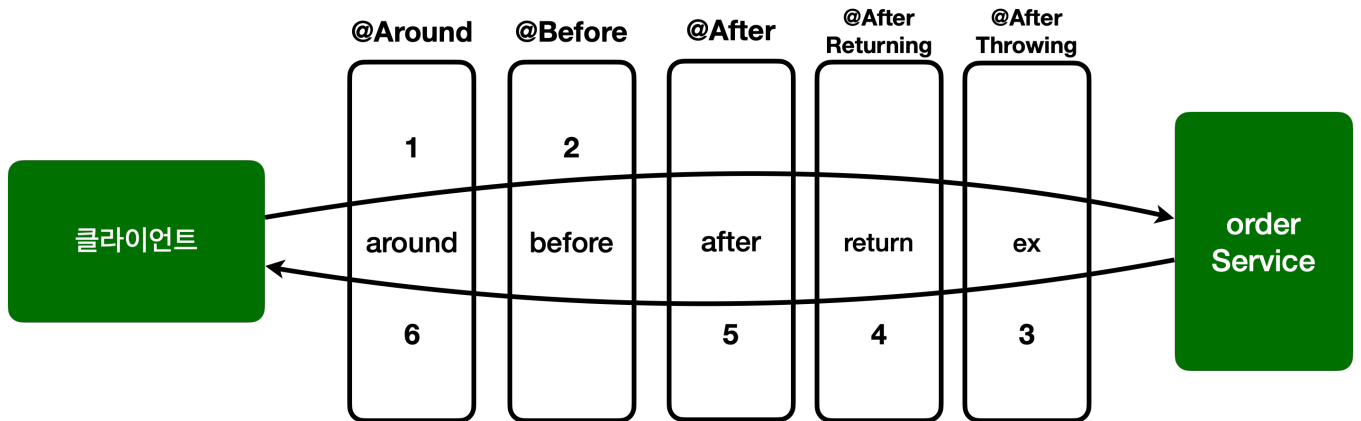 @Around
@Before
@After
@After
Returning
@After
Throwing
1
2
클라이언트
around
before
after
return
ex
order
Service
6
5
4
3